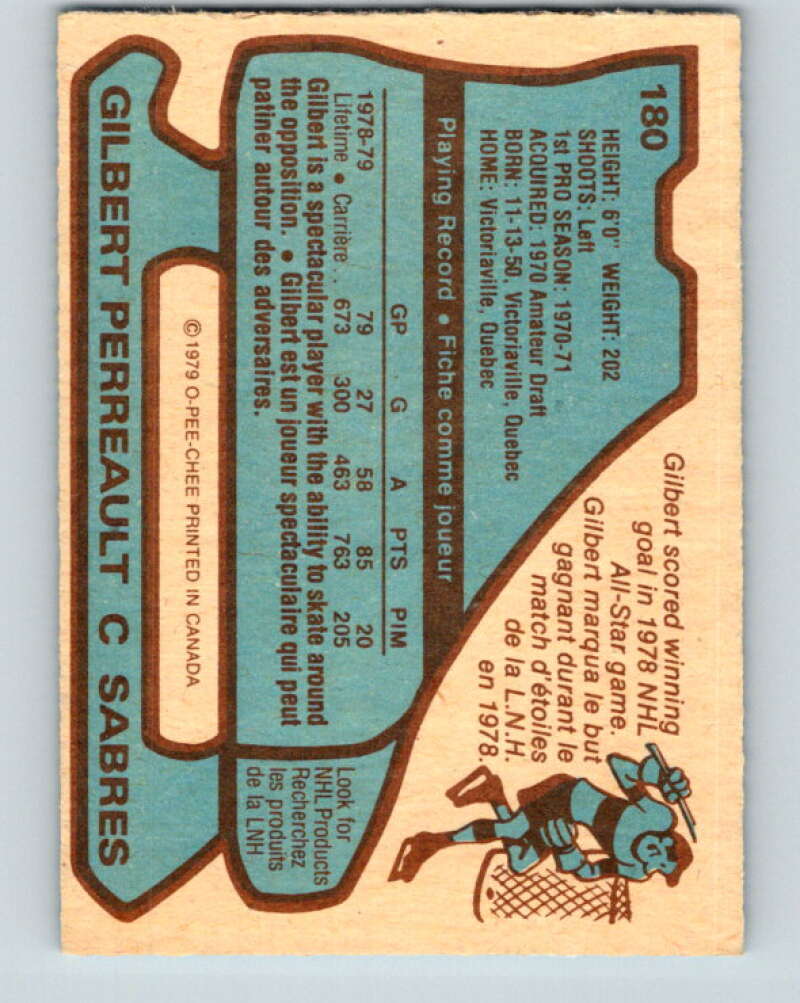 180
HEIGHT: 6'0" WEIGHT: 202
SHOOTS: Left
1st PRO SEASON: 1970-71
ACQUIRED: 1970 Amateur Draft
BORN: 11-13-50, Victoriaville, Quebec
HOME: Victoriaville, Quebec
Gilbert scored winning
goal in 1978 NHL
All-Star game.
Gilbert marqua le but
gagnant durant le
match d'étoiles
de la L.N.H.
en 1978.
Playing Record • Fiche comme joueur
GP G A PTS PIM
1978-79 79 27 58 85 20
Lifetime • Carrière .. 673 300 463 763 205
Gilbert is a spectacular player with the ability to skate around
the opposition. • Gilbert est un joueur spectaculaire qui peut
patiner autour des adversaires.
Look for
NHL Products
Recherchez
les produits
de la LNH
©1979 O-PEE-CHEE PRINTED IN CANADA
GILBERT PERREAULT C SABRES